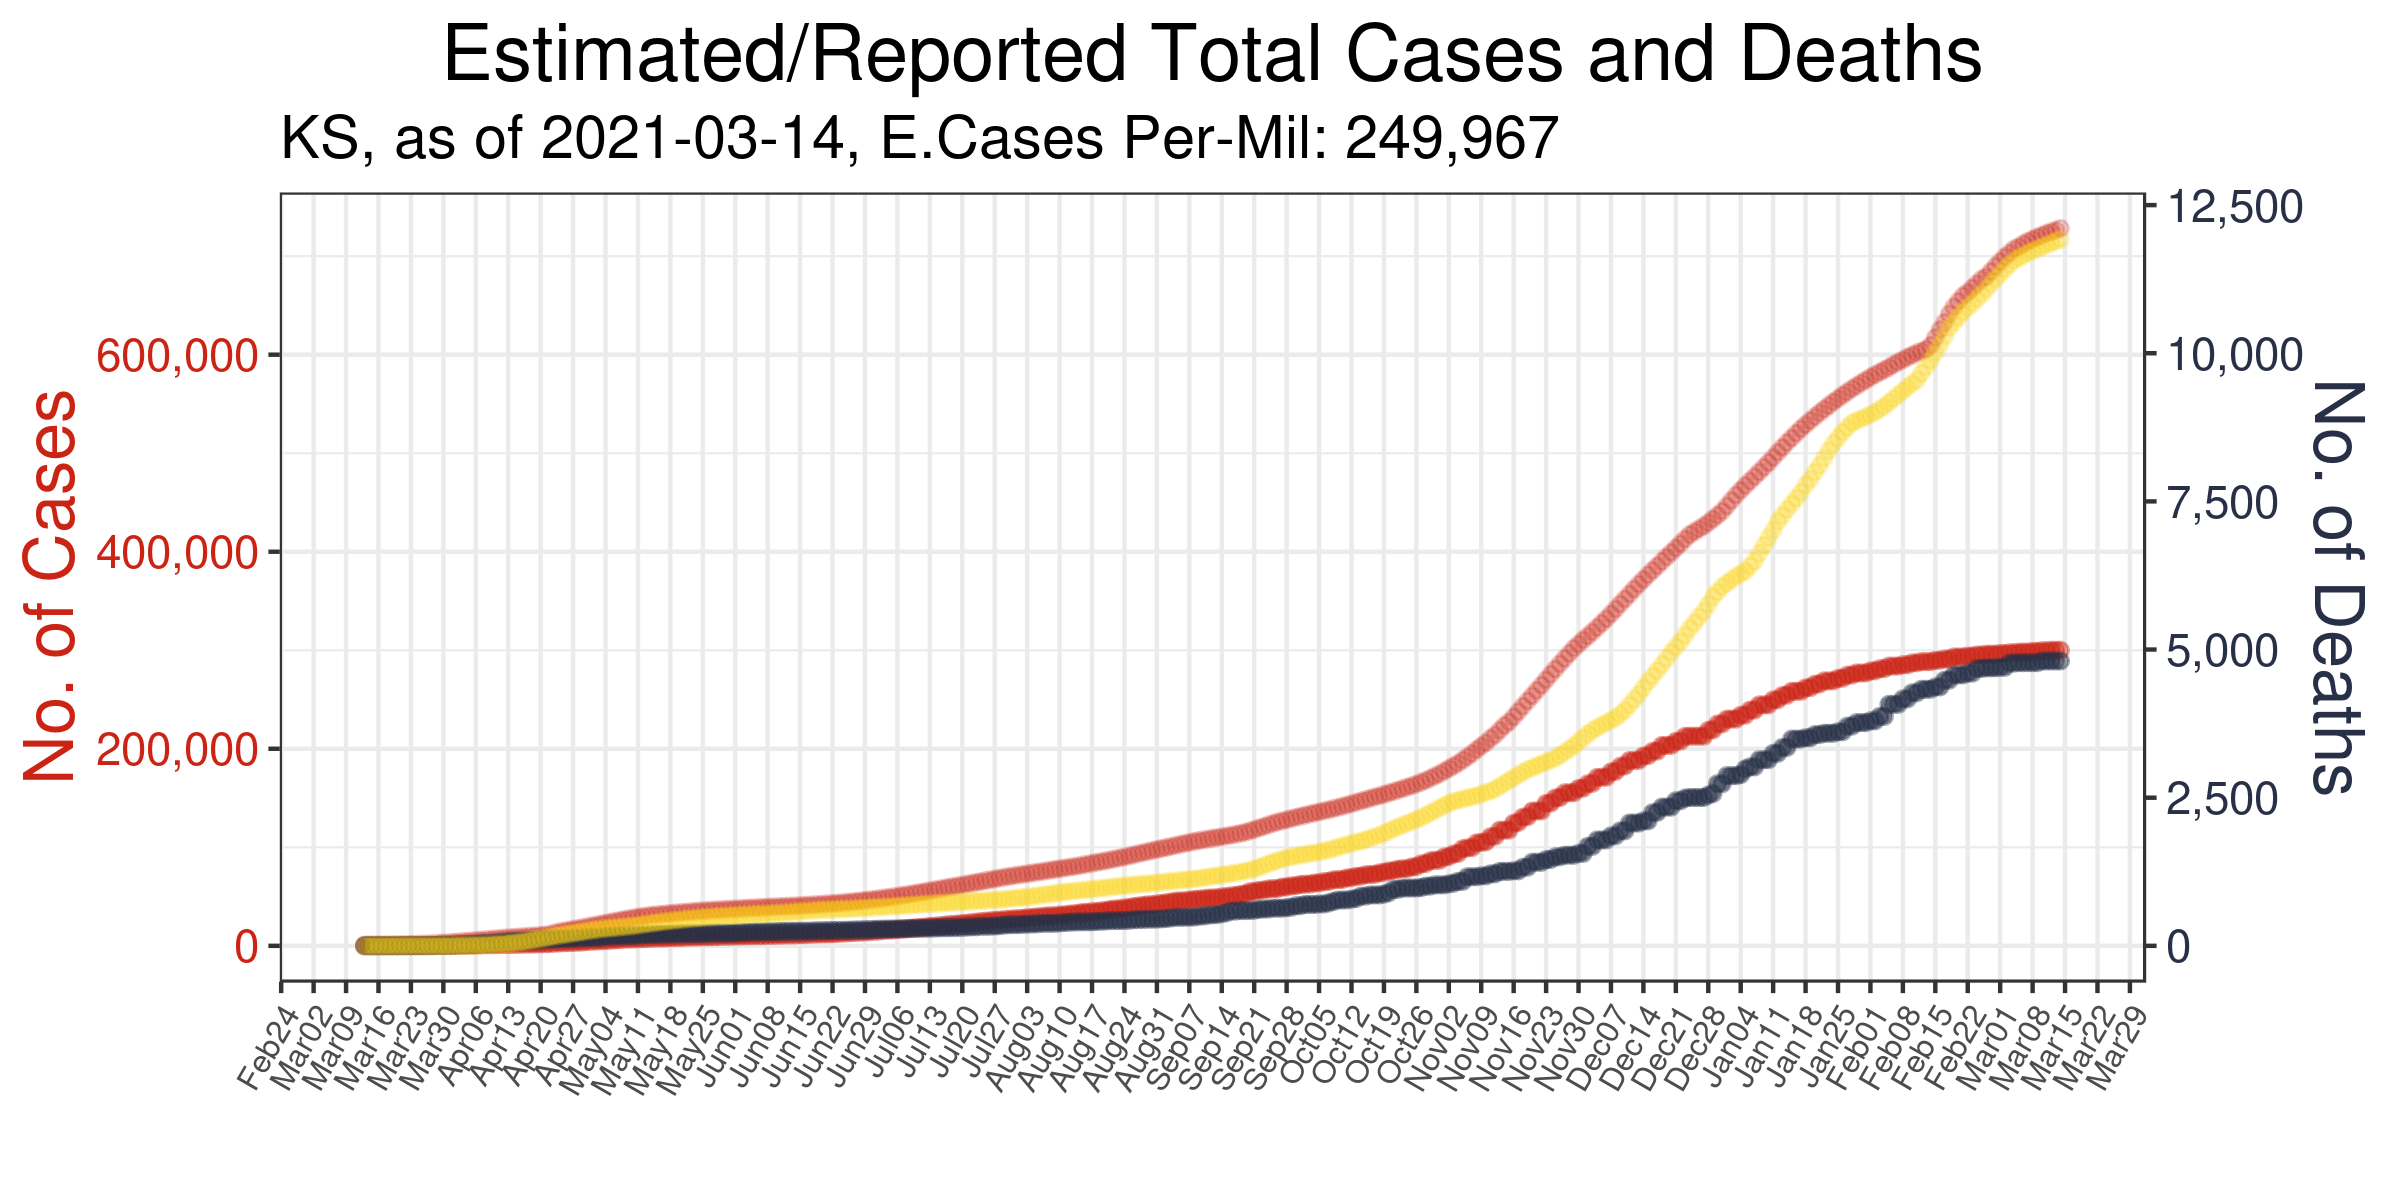 Estimated/Reported Total Cases and Deaths
KS, as of 2021-03-14, E.Cases Per-Mil: 249,967
No. of Cases
600,000
400,000
200,000
0
12,500
10,000
7,500
5,000
2,500
0
No. of Deaths
Feb24
Mar02
Mar09
Mar16
Mar23
Mar30
Apr06
Apr13
Apr20
Apr27
May04
May11
May18
May25
Jun01
Jun08
Jun15
Jun22
Jun29
Jul06
Jul13
Jul20
Jul27
Aug03
Aug10
Aug17
Aug24
Aug31
Sep07
Sep14
Sep21
Sep28
Oct05
Oct12
Oct19
Oct26
Nov02
Nov09
Nov16
Nov23
Nov30
Dec07
Dec14
Dec21
Dec28
Jan04
Jan11
Jan18
Jan25
Feb01
Feb08
Feb15
Feb22
Mar01
Mar08
Mar15
Mar22
Mar29